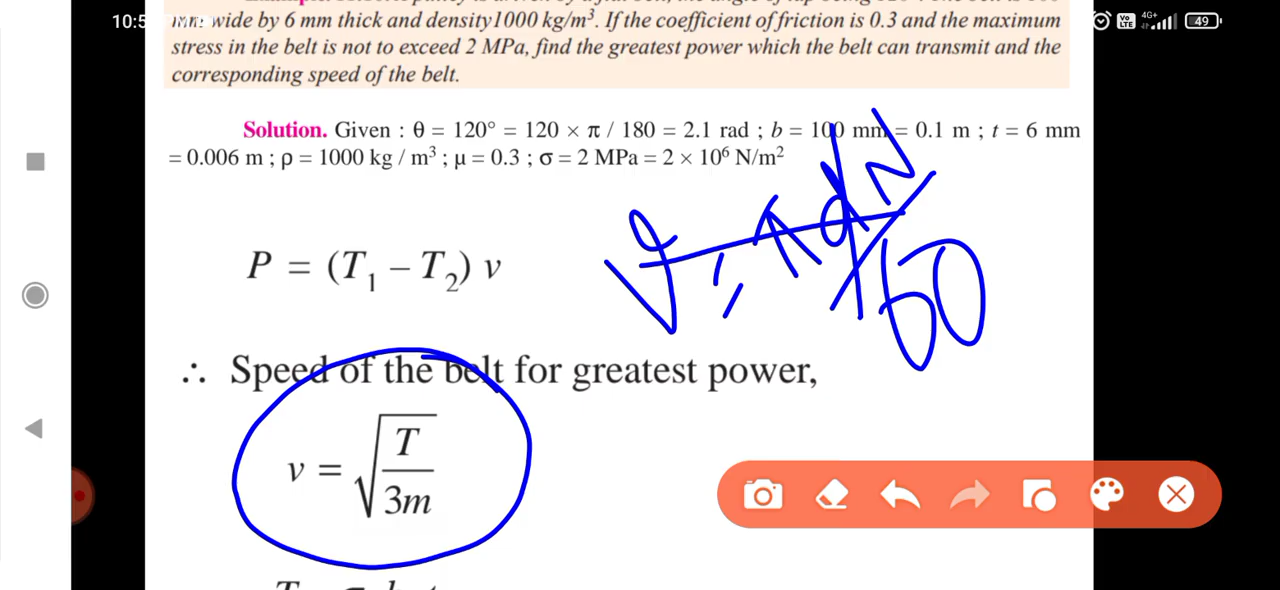 10:5
Vo LTE 4G+ 49
mm wide by 6 mm thick and density1000 kg/m³. If the coefficient of friction is 0.3 and the maximum
stress in the belt is not to exceed 2 MPa, find the greatest power which the belt can transmit and the
corresponding speed of the belt.
Solution. Given : θ = 120° = 120 × π / 180 = 2.1 rad ; b = 100 mm = 0.1 m ; t = 6 mm
= 0.006 m ; ρ = 1000 kg / m³ ; μ = 0.3 ; σ = 2 MPa = 2 × 10⁶ N/m²
P = (T₁ – T₂) v
v = πdN/60
∴ Speed of the belt for greatest power,
v = √(T/3m)